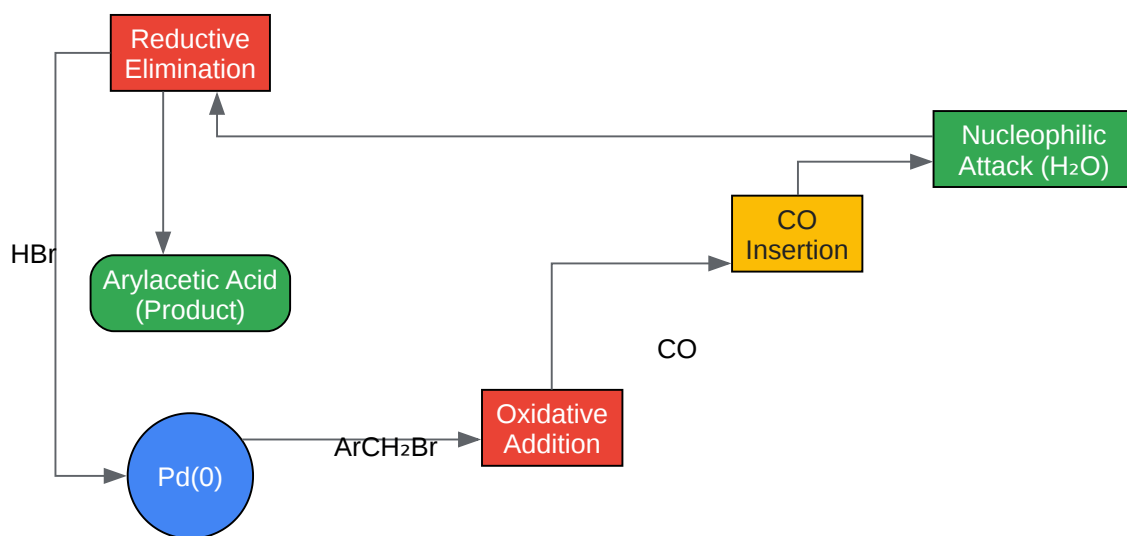 Reductive
Elimination
Nucleophilic
Attack (H₂O)
CO
Insertion
HBr
Arylacetic Acid
(Product)
CO
Oxidative
Addition
ArCH₂Br
Pd(0)